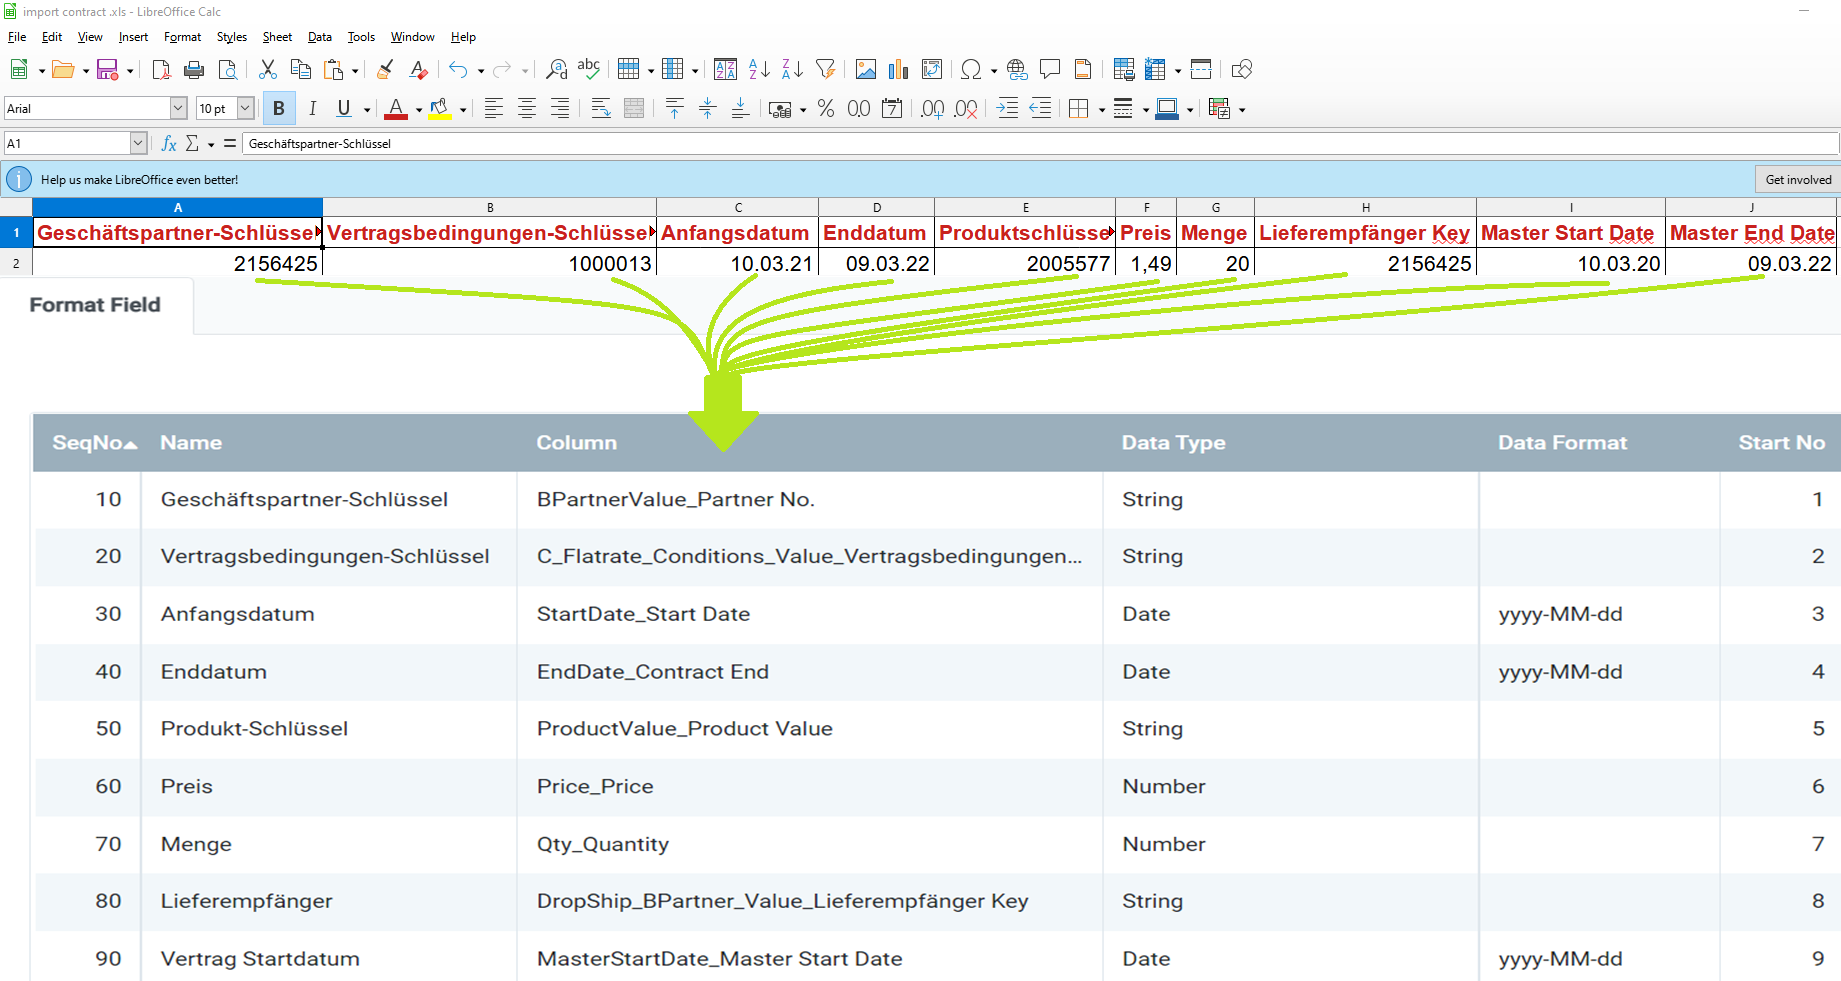 import contract .xls - LibreOffice Calc
File Edit View Insert Format Styles Sheet Data Tools Window Help
Arial 10 pt B I U A
A1 fx Σ = Geschäftspartner-Schlüssel
Help us make LibreOffice even better! Get involved
A B C D E F G H I J
1 Geschäftspartner-Schlüsse Vertragsbedingungen-Schlüsse Anfangsdatum Enddatum Produktschlüsse Preis Menge Lieferempfänger Key Master Start Date Master End Date
2 2156425 1000013 10.03.21 09.03.22 2005577 1,49 20 2156425 10.03.20 09.03.22
Format Field
SeqNo Name Column Data Type Data Format Start No
10 Geschäftspartner-Schlüssel BPartnerValue_Partner No. String 1
20 Vertragsbedingungen-Schlüssel C_Flatrate_Conditions_Value_Vertragsbedingungen... String 2
30 Anfangsdatum StartDate_Start Date Date yyyy-MM-dd 3
40 Enddatum EndDate_Contract End Date yyyy-MM-dd 4
50 Produkt-Schlüssel ProductValue_Product Value String 5
60 Preis Price_Price Number 6
70 Menge Qty_Quantity Number 7
80 Lieferempfänger DropShip_BPartner_Value_Lieferempfänger Key String 8
90 Vertrag Startdatum MasterStartDate_Master Start Date Date yyyy-MM-dd 9